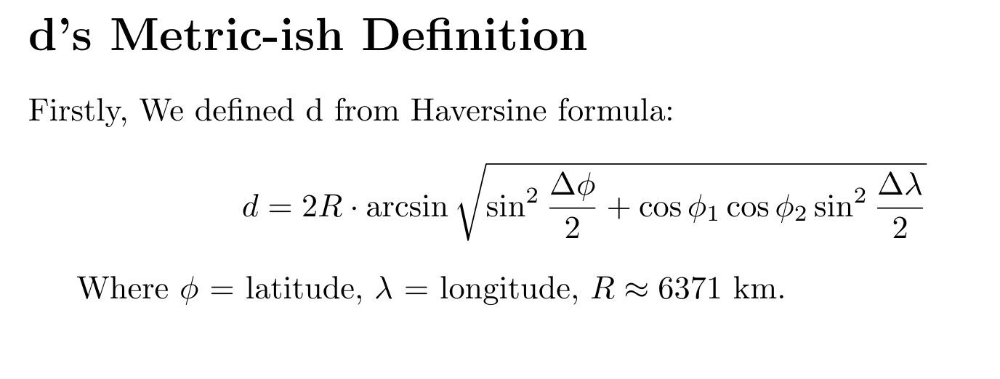 d's Metric-ish Definition
Firstly, We defined d from Haversine formula:
$d = 2R \cdot \arcsin \sqrt{\sin^2 \frac{\Delta\phi}{2} + \cos \phi_1 \cos \phi_2 \sin^2 \frac{\Delta\lambda}{2}}$
Where $\phi$ = latitude, $\lambda$ = longitude, $R \approx 6371$ km.